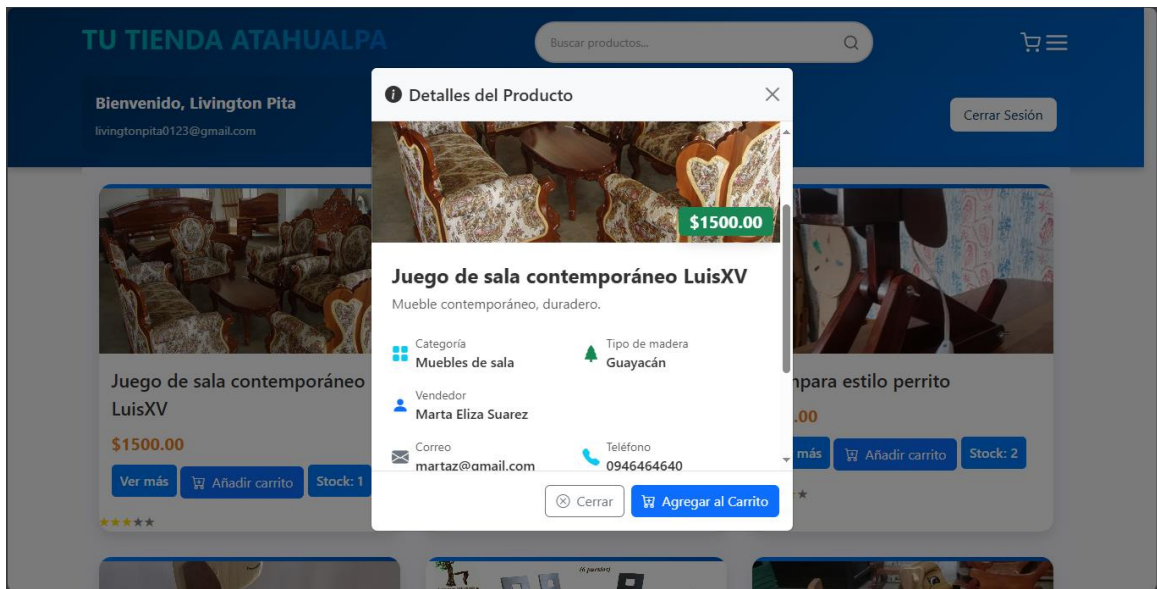 TU TIENDA ATAHUALPA
Buscar productos...
Bienvenido, Livington Pita
livingtonpita0123@gmail.com
Cerrar Sesión
Detalles del Producto
$1500.00
Juego de sala contemporáneo LuisXV
Mueble contemporáneo, duradero.
Categoría
Muebles de sala
Tipo de madera
Guayacán
Vendedor
Marta Eliza Suarez
Correo
martaz@gmail.com
Teléfono
0946464640
Cerrar
Agregar al Carrito
Juego de sala contemporáneo
LuisXV
$1500.00
Ver más
Añadir carrito
Stock: 1
estilo perrito
.00
más
Añadir carrito
Stock: 2